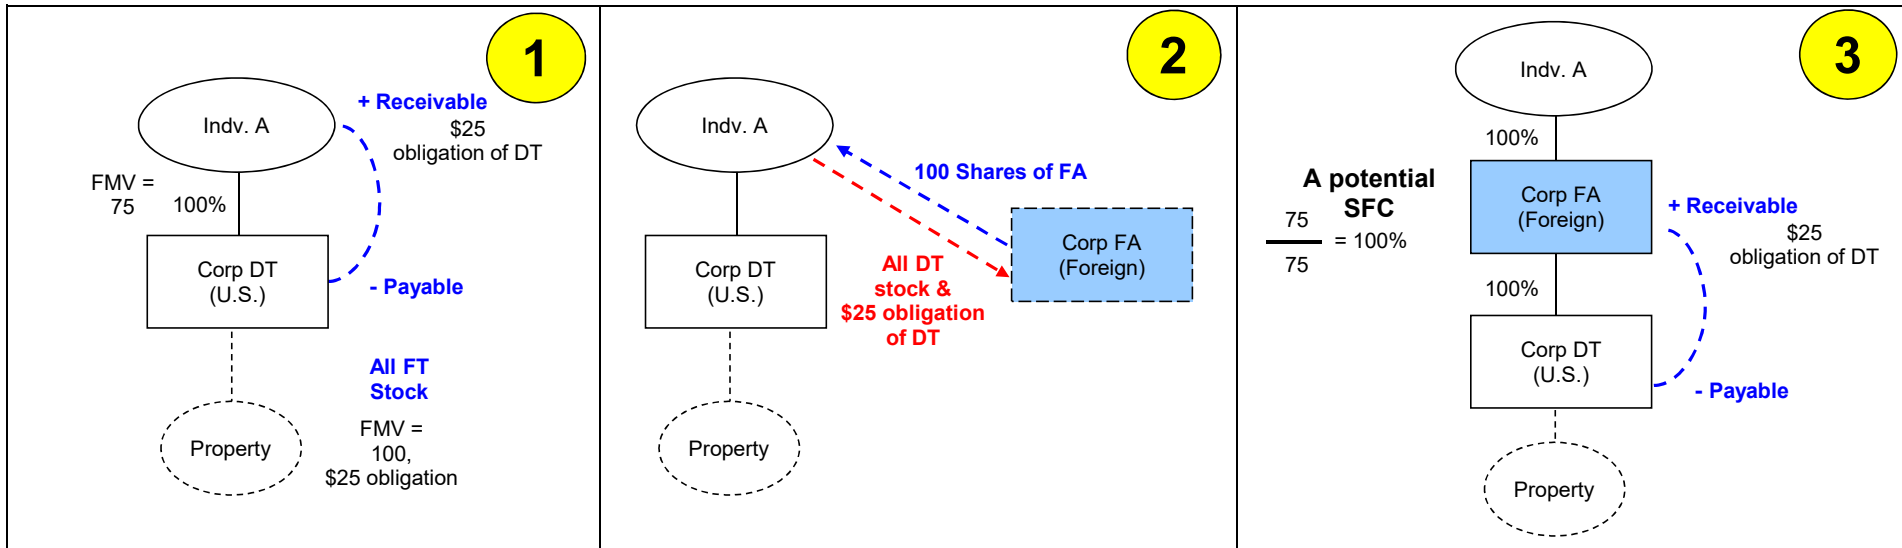 1
Indv. A
+ Receivable
$25
obligation of DT
FMV =
75
100%
Corp DT
(U.S.)
- Payable
All FT
Stock
FMV =
100,
$25 obligation
Property
2
Indv. A
100 Shares of FA
Corp FA
(Foreign)
Corp DT
(U.S.)
All DT
stock &
$25 obligation
of DT
Property
3
Indv. A
100%
A potential
SFC
75
= 100%
75
Corp FA
(Foreign)
+ Receivable
$25
obligation of DT
100%
Corp DT
(U.S.)
- Payable
Property